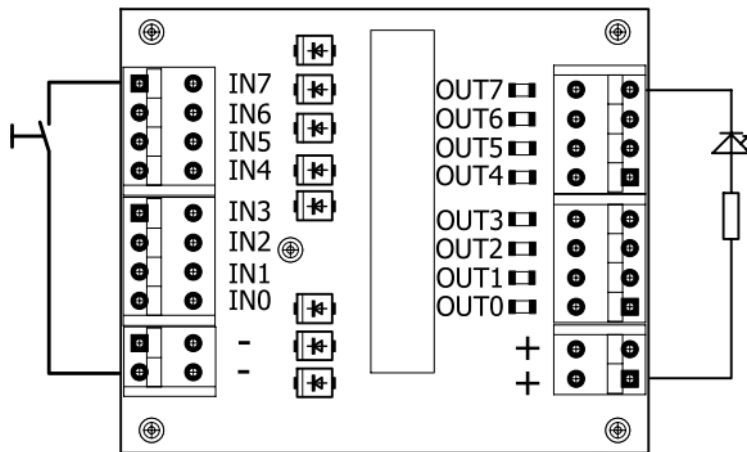 IN7
IN6
IN5
IN4
IN3
IN2
IN1
IN0
-
-
OUT7
OUT6
OUT5
OUT4
OUT3
OUT2
OUT1
OUT0
+
+